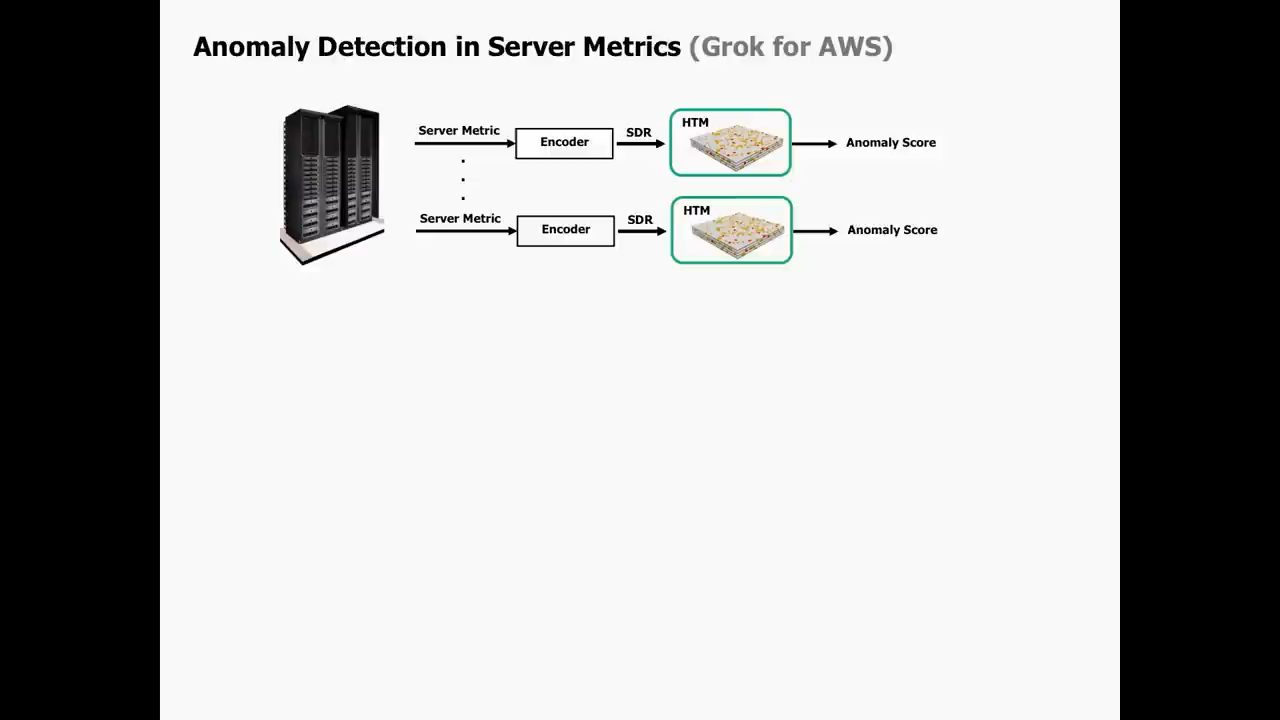 Anomaly Detection in Server Metrics (Grok for AWS)
Server Metric
Encoder
SDR
HTM
Anomaly Score
.
.
.
Server Metric
Encoder
SDR
HTM
Anomaly Score